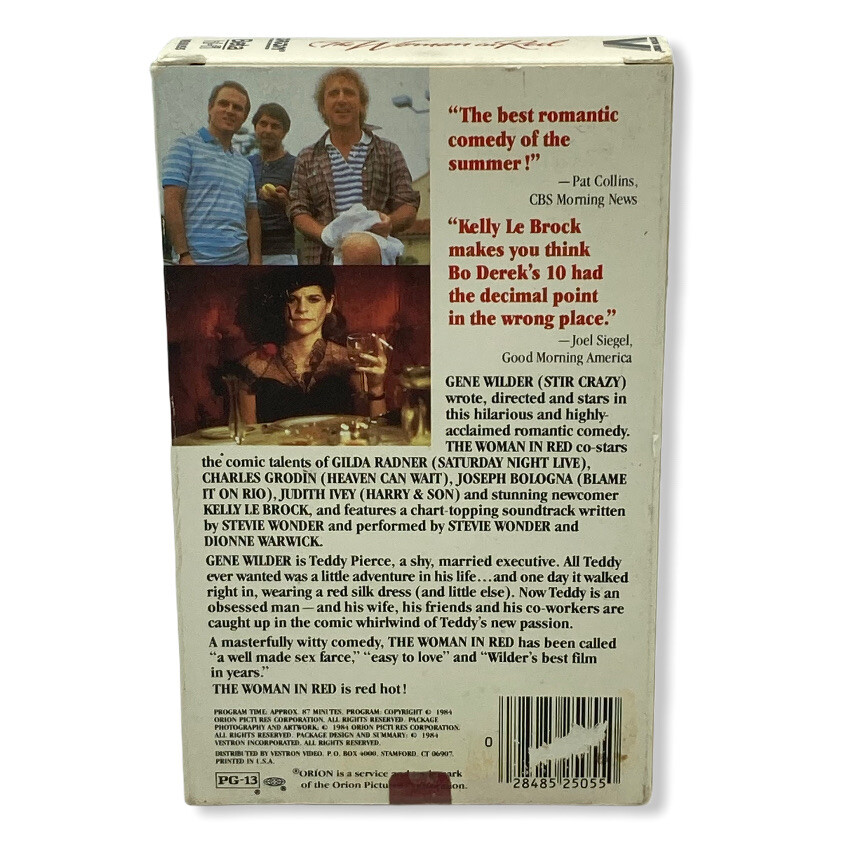 The Woman in Red
Beta
"The best romantic
comedy of the
summer!"
—Pat Collins,
CBS Morning News
"Kelly Le Brock
makes you think
Bo Derek's 10 had
the decimal point
in the wrong place."
—Joel Siegel,
Good Morning America
GENE WILDER (STIR CRAZY)
wrote, directed and stars in
this hilarious and highly-
acclaimed romantic comedy.
THE WOMAN IN RED co-stars
the comic talents of GILDA RADNER (SATURDAY NIGHT LIVE),
CHARLES GRODIN (HEAVEN CAN WAIT), JOSEPH BOLOGNA (BLAME
IT ON RIO), JUDITH IVEY (HARRY & SON) and stunning newcomer
KELLY LE BROCK, and features a chart-topping soundtrack written
by STEVIE WONDER and performed by STEVIE WONDER and
DIONNE WARWICK.
GENE WILDER is Teddy Pierce, a shy, married executive. All Teddy
ever wanted was a little adventure in his life...and one day it walked
right in, wearing a red silk dress (and little else). Now Teddy is an
obsessed man—and his wife, his friends and his co-workers are
caught up in the comic whirlwind of Teddy's new passion.
A masterfully witty comedy, THE WOMAN IN RED has been called
"a well made sex farce," "easy to love" and "Wilder's best film
in years."
THE WOMAN IN RED is red hot!
PROGRAM TIME: APPROX. 87 MINUTES. PROGRAM: COPYRIGHT © 1984
ORION PICTURES CORPORATION, ALL RIGHTS RESERVED. PACKAGE
PHOTOGRAPHY AND ARTWORK: © 1984 ORION PICTURES CORPORATION.
ALL RIGHTS RESERVED. PACKAGE DESIGN AND SUMMARY: © 1984
VESTRON INCORPORATED. ALL RIGHTS RESERVED.
DISTRIBUTED BY VESTRON VIDEO, P.O. BOX 4000, STAMFORD, CT 06907.
PRINTED IN U.S.A.
PG-13 ®
®ORION is a service
of the Orion
0 28485 25055